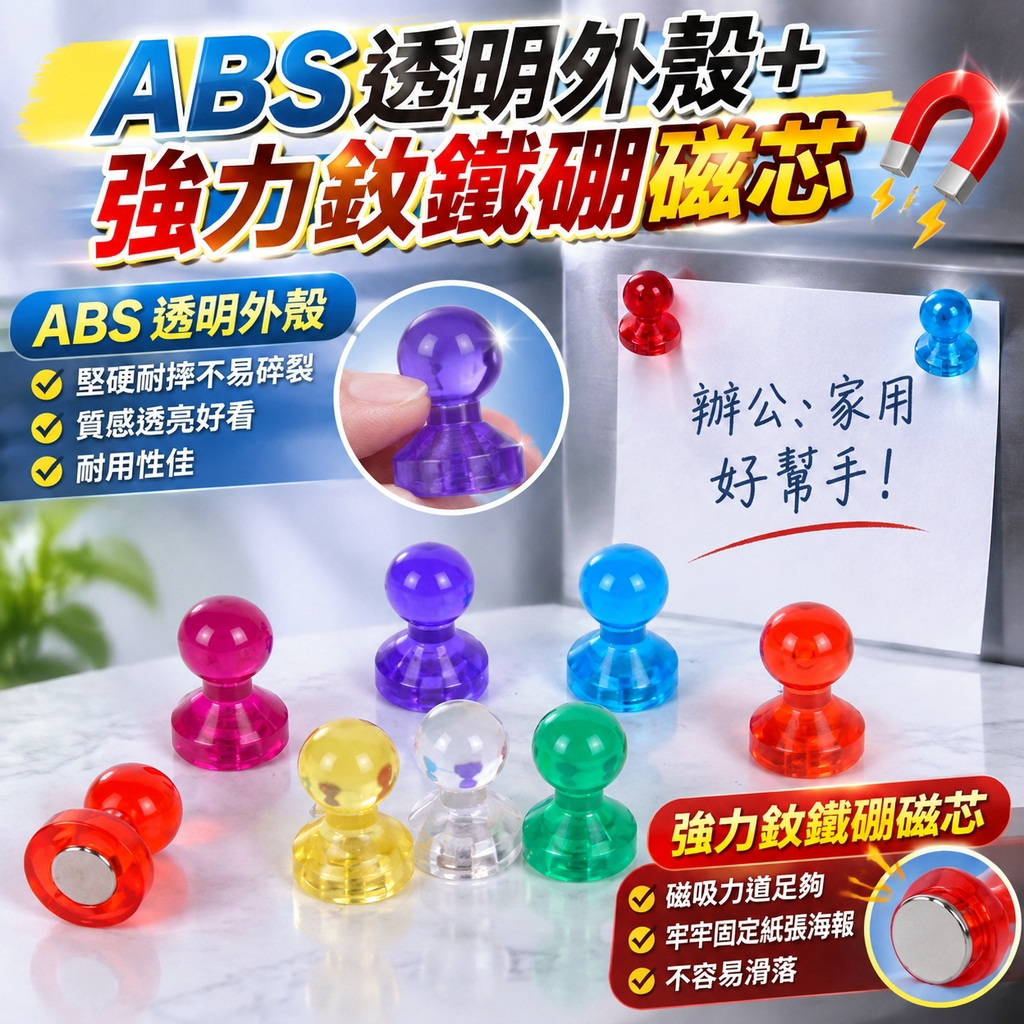 ABS透明外殼+
強力釹鐵硼磁芯
ABS 透明外殼
堅硬耐摔不易碎裂
質感透亮好看
耐用性佳
辦公、家用
好幫手!
強力釹鐵硼磁芯
磁吸力道足夠
牢牢固定紙張海報
不容易滑落